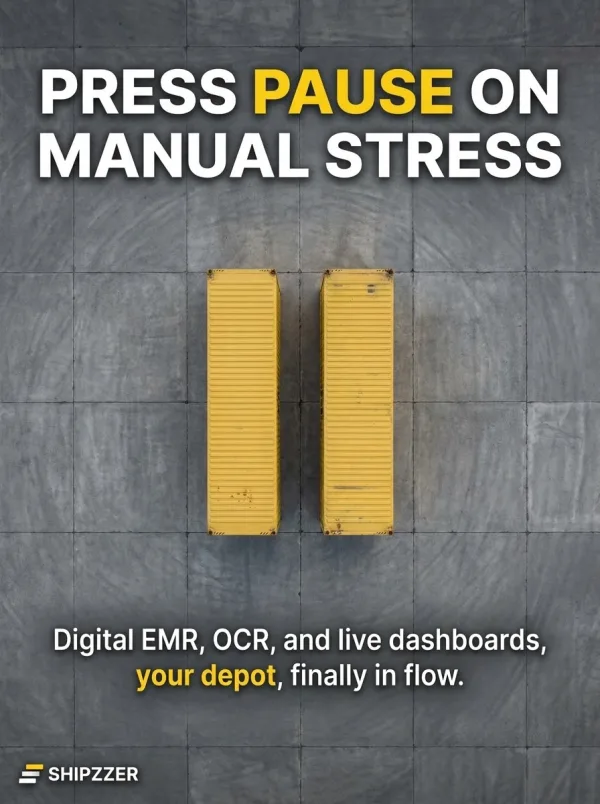 PRESS PAUSE ON
MANUAL STRESS
Digital EMR, OCR, and live dashboards,
your depot, finally in flow.
SHIPZZER